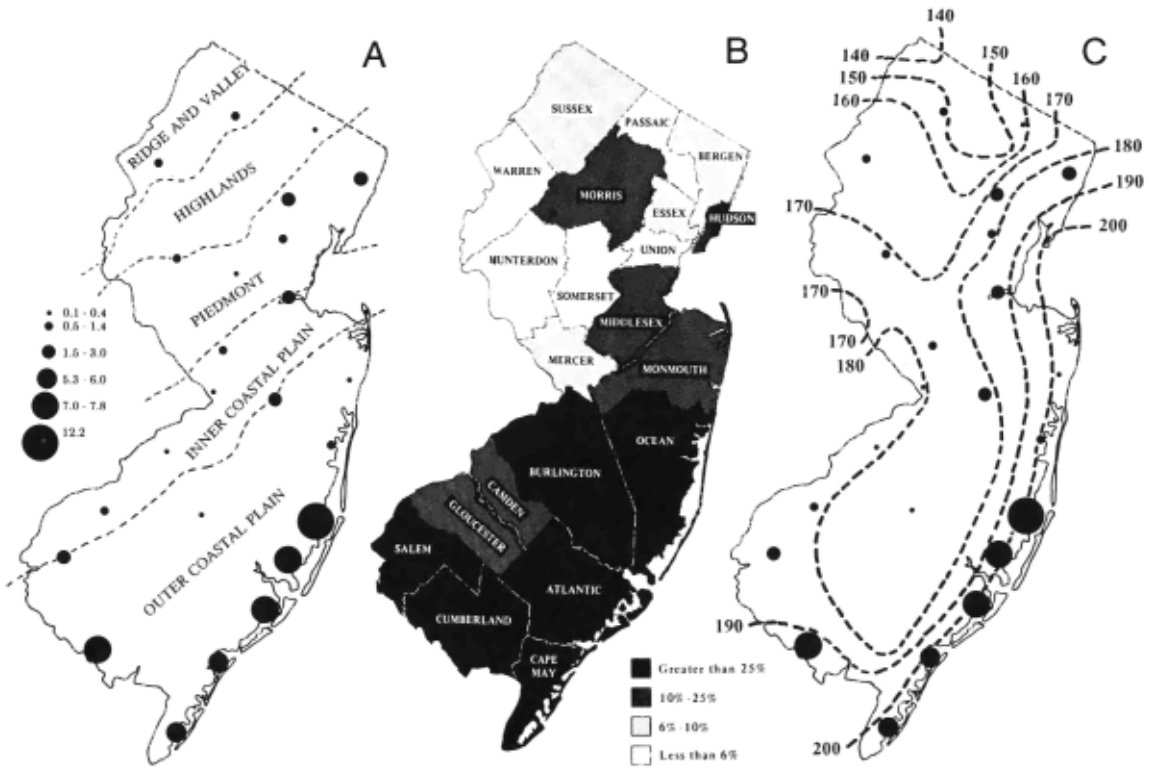 A
RIDGE AND VALLEY
HIGHLANDS
PIEDMONT
INNER COASTAL PLAIN
OUTER COASTAL PLAIN
0.1 - 0.4
0.5 - 1.4
1.5 - 3.0
5.3 - 6.0
7.0 - 7.8
12.2
B
SUSSEX
PASSAIC
BERGEN
WARREN
MORRIS
ESSEX
HUDSON
UNION
MUNTERDON
SOMERSET
MIDDLESEX
MERCER
MONMOUTH
OCEAN
BURLINGTON
CAMDEN
GLOUCESTER
SALEM
ATLANTIC
CUMBERLAND
CAPE
MAY
Greater than 25%
10% -25%
6% -10%
Less than 6%
C
140
140
150
150
160
160
170
180
190
200
170
170
170
180
190
200